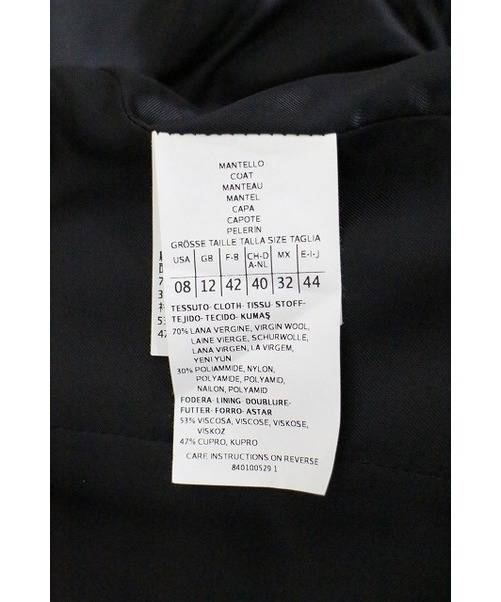 MANTELLO
COAT
MANTEAU
MANTEL
CAPA
CAPOTE
PELERİN
GRÖSSE TAILLE TALLA SIZE TAGLIA
USA GB F-B CH-D A-NL MX E-I-J
08 12 42 40 32 44
TESSUTO-CLOTH-TISSU-STOFF-
TEJIDO-TECIDO-KUMAŞ
70% LANA VERGINE, VIRGIN WOOL,
LAINE VIERGE, SCHURWOLLE,
LANA VIRGEN, LA VIRGEM,
YENİ YUN
30% POLIAMMIDE, NYLON,
POLYAMIDE, POLYAMID,
NAILON, POLIAMID
FODERA-LINING-DOUBLURE-
FUTTER-FORRO-ASTAR
53% VISCOSA, VISCOSE, VISKOSE,
VISKOZ
47% CUPRO, KUPRO
CARE INSTRUCTIONS ON REVERSE
840100529 1